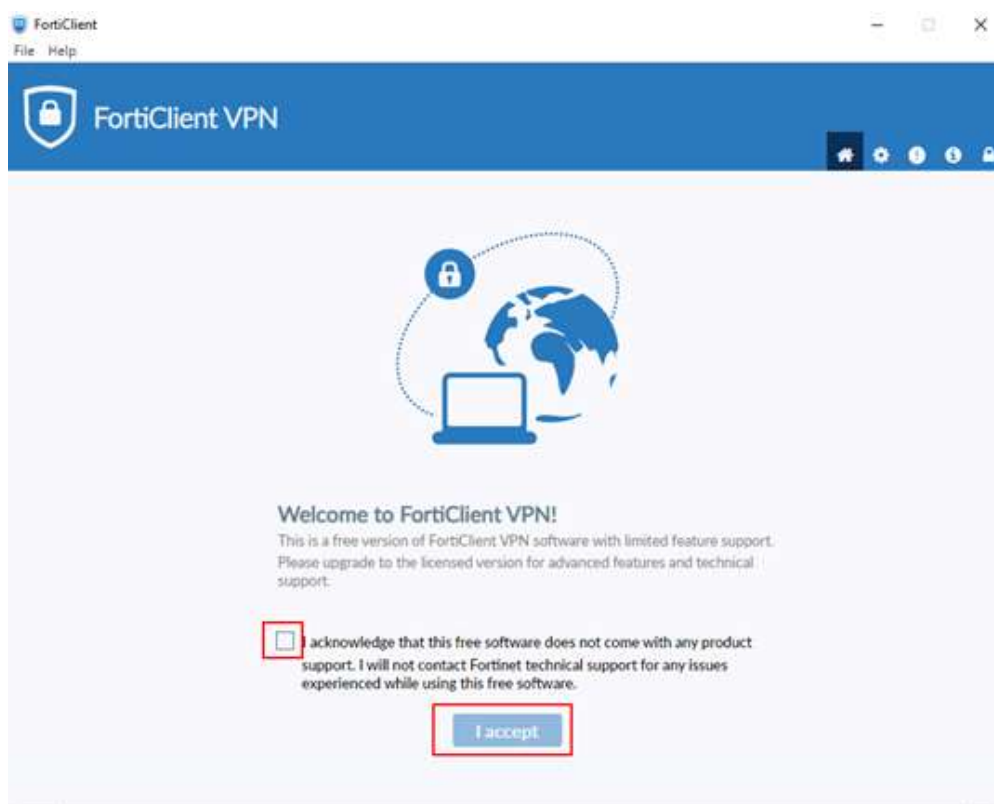 FortiClient
File Help
FortiClient VPN
Welcome to FortiClient VPN!
This is a free version of FortiClient VPN software with limited feature support.
Please upgrade to the licensed version for advanced features and technical
support.
I acknowledge that this free software does not come with any product
support. I will not contact Fortinet technical support for any issues
experienced while using this free software.
I accept